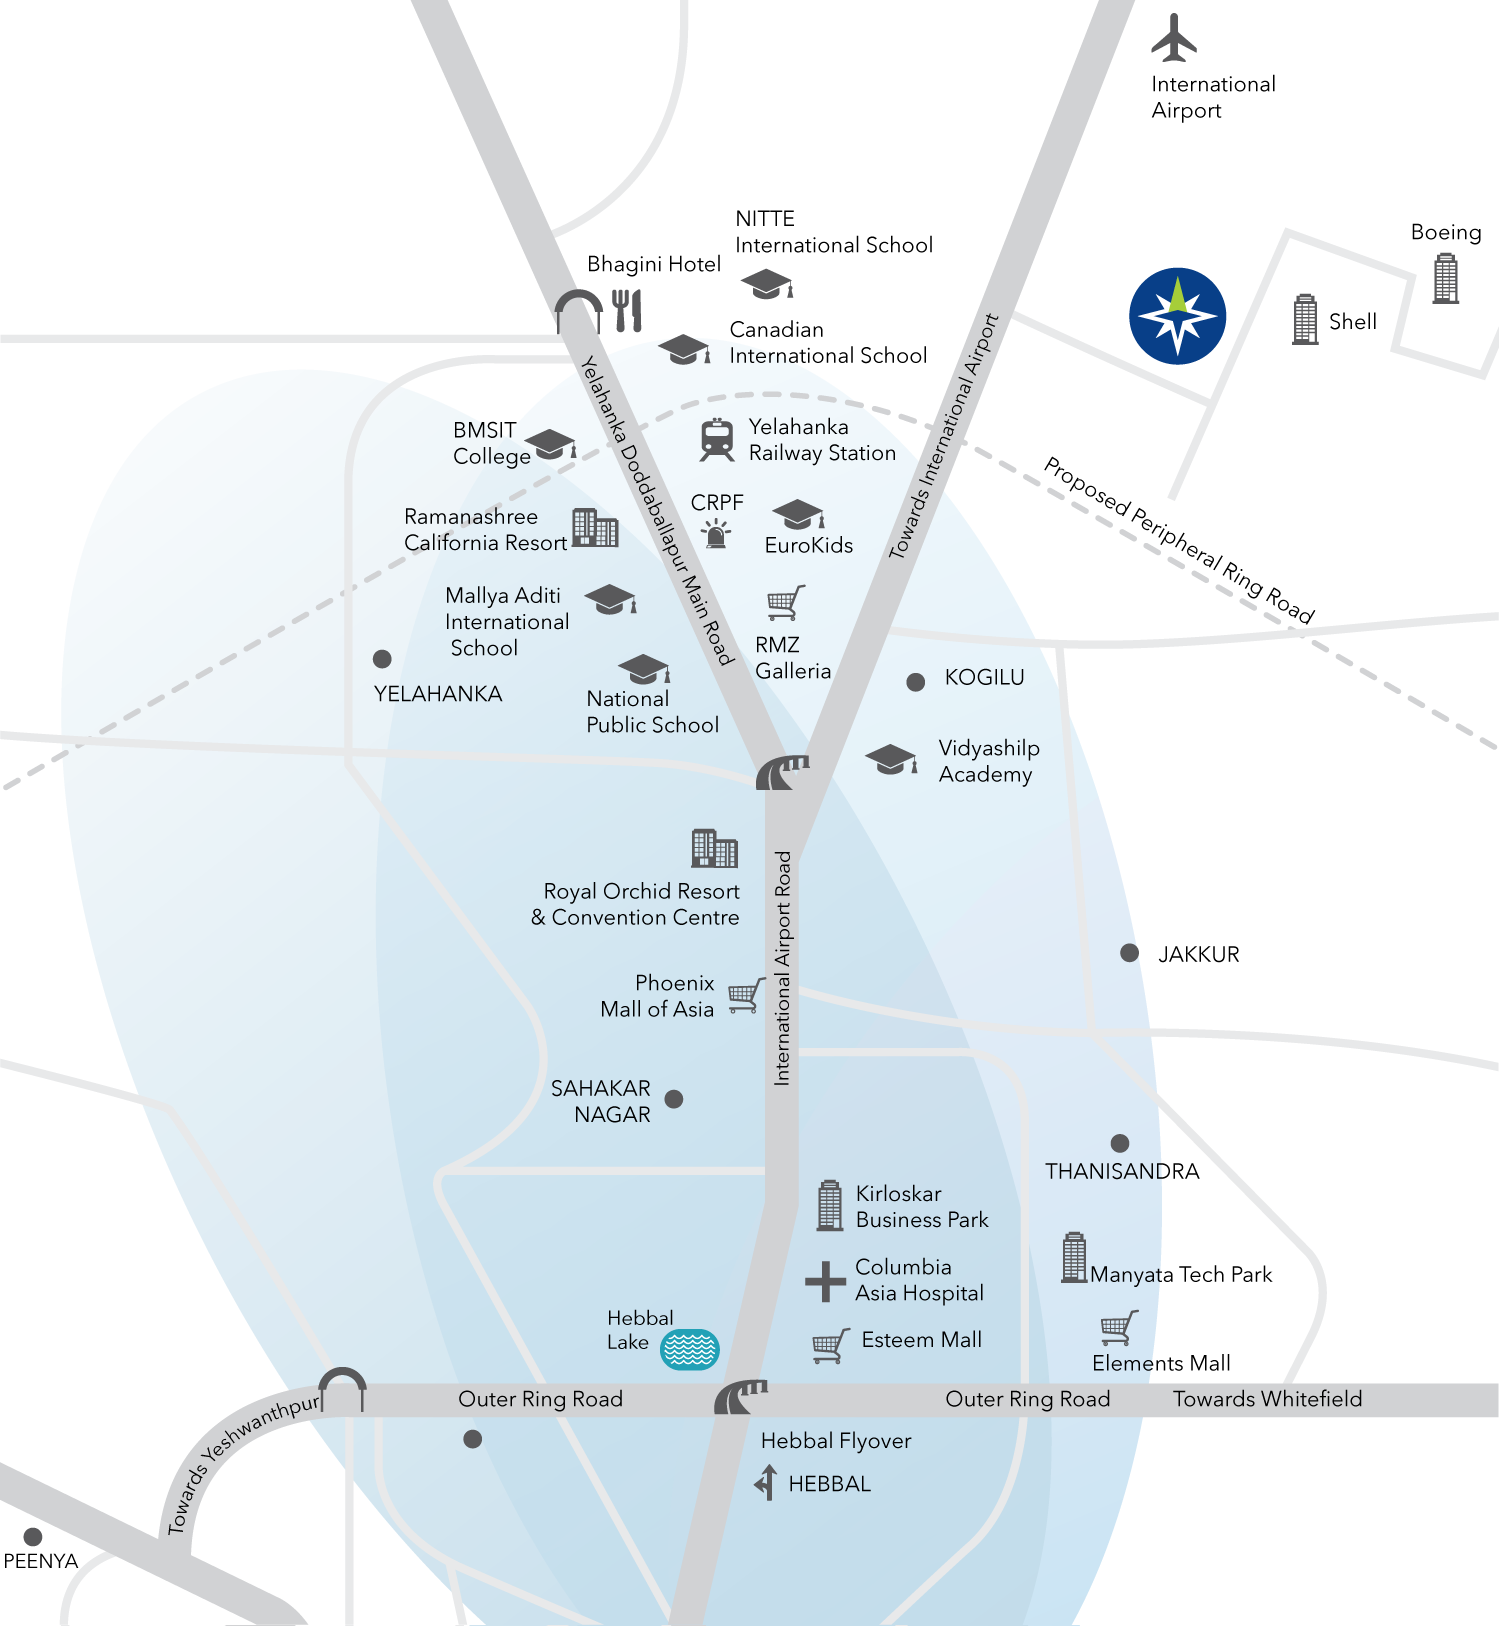 International
Airport
NITTE
International School
Boeing
Bhagini Hotel
Shell
Canadian
International School
Yelahanka Doddaballapur Main Road
Towards International Airport
BMSIT
College
Yelahanka
Railway Station
Proposed Peripheral Ring Road
Ramanashree
California Resort
CRPF
EuroKids
Mallya Aditi
International
School
RMZ
Galleria
YELAHANKA
KOGILU
National
Public School
Vidyashilp
Academy
Royal Orchid Resort
& Convention Centre
International Airport Road
JAKKUR
Phoenix
Mall of Asia
SAHAKAR
NAGAR
THANISANDRA
Kirloskar
Business Park
Columbia
Asia Hospital
Manyata Tech Park
Hebbal
Lake
Esteem Mall
Elements Mall
Towards Yeshwanthpur
Outer Ring Road
Outer Ring Road
Towards Whitefield
Hebbal Flyover
HEBBAL
PEENYA